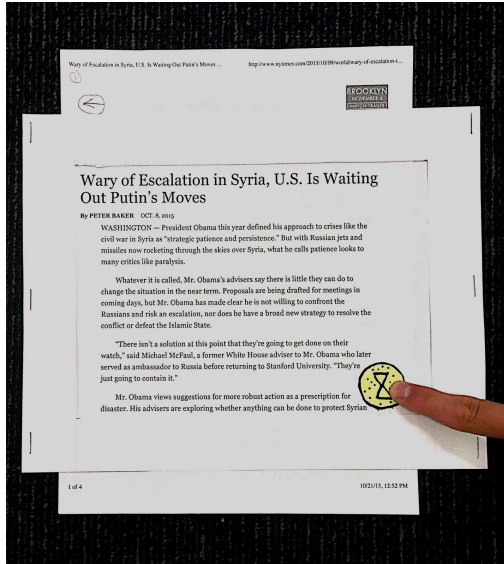 Wary of Escalation in Syria, U.S. Is Waiting Out Putin's Moves ...
http://www.nytimes.com/2015/10/09/world/wary-of-escalation-i...
1
BROOKLYN
NOVEMBER 4
WATCH TRAILER
Wary of Escalation in Syria, U.S. Is Waiting
Out Putin's Moves
By PETER BAKER OCT. 8, 2015
WASHINGTON — President Obama this year defined his approach to crises like the
civil war in Syria as "strategic patience and persistence." But with Russian jets and
missiles now rocketing through the skies over Syria, what he calls patience looks to
many critics like paralysis.
Whatever it is called, Mr. Obama's advisers say there is little they can do to
change the situation in the near term. Proposals are being drafted for meetings in
coming days, but Mr. Obama has made clear he is not willing to confront the
Russians and risk an escalation, nor does he have a broad new strategy to resolve the
conflict or defeat the Islamic State.
"There isn't a solution at this point that they're going to get done on their
watch," said Michael McFaul, a former White House adviser to Mr. Obama who later
served as ambassador to Russia before returning to Stanford University. "They're
just going to contain it."
Mr. Obama views suggestions for more robust action as a prescription for
disaster. His advisers are exploring whether anything can be done to protect Syrian
1 of 4
10/21/15, 12:52 PM